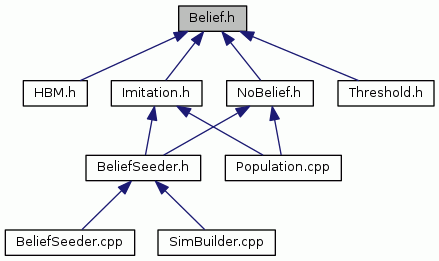 Belief.h
HBM.h
Imitation.h
NoBelief.h
Threshold.h
BeliefSeeder.h
Population.cpp
BeliefSeeder.cpp
SimBuilder.cpp